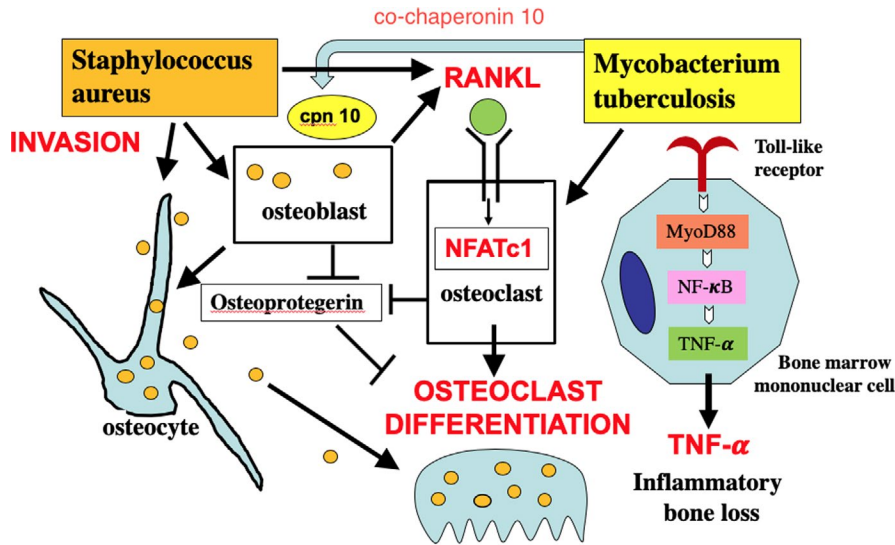 co-chaperonin 10
Staphylococcus
aureus
RANKL
Mycobacterium
tuberculosis
cpn 10
INVASION
Toll-like
receptor
osteoblast
MyoD88
NFATc1
NF-κB
Osteoprotegerin
osteoclast
TNF-α
Bone marrow
mononuclear cell
OSTEOCLAST
DIFFERENTIATION
osteocyte
TNF-α
Inflammatory
bone loss